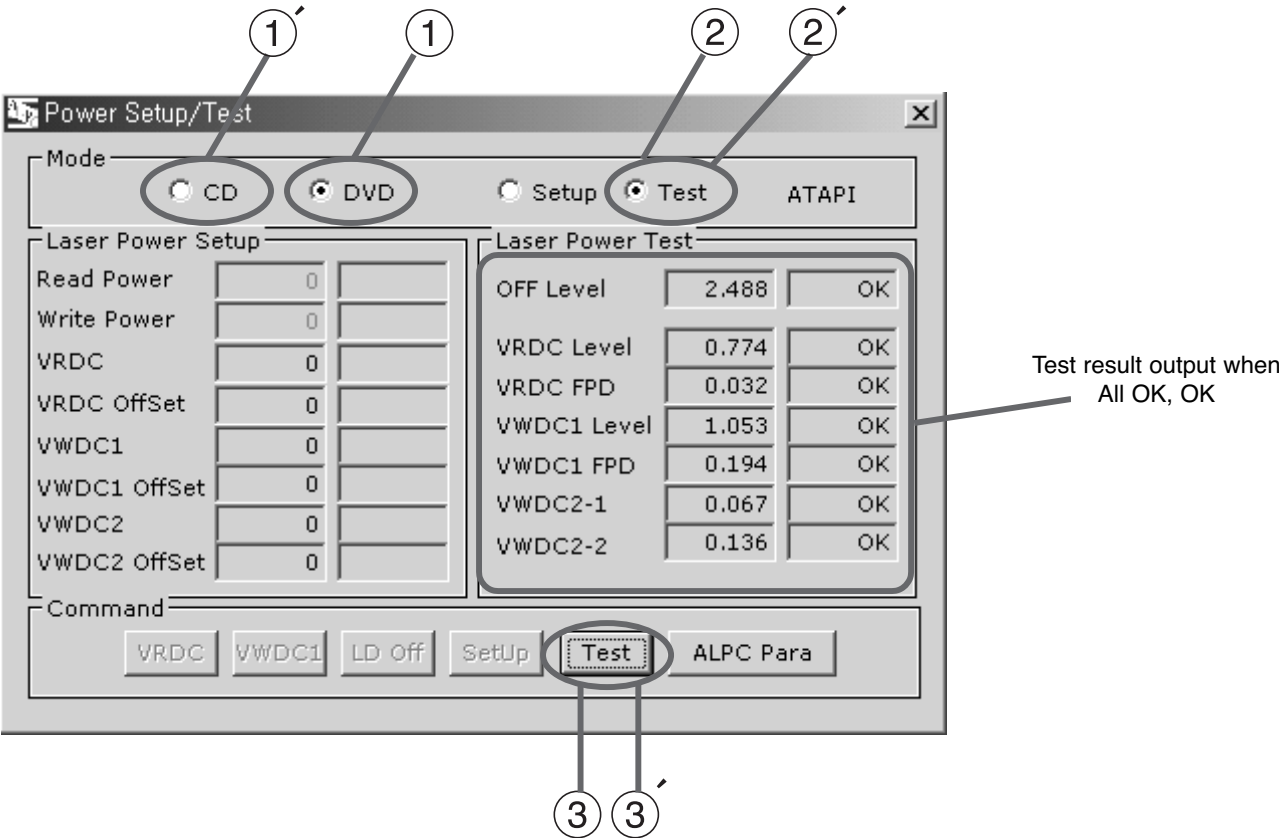 1′ 1 2 2′
Power Setup/Test
Mode
CD DVD Setup Test ATAPI
Laser Power Setup
Read Power 0
Write Power 0
VRDC 0
VRDC OffSet 0
VWDC1 0
VWDC1 OffSet 0
VWDC2 0
VWDC2 OffSet 0
Laser Power Test
OFF Level 2.488 OK
VRDC Level 0.774 OK
VRDC FPD 0.032 OK
VWDC1 Level 1.053 OK
VWDC1 FPD 0.194 OK
VWDC2-1 0.067 OK
VWDC2-2 0.136 OK
Test result output when
All OK, OK
Command
VRDC VWDC1 LD Off SetUp Test ALPC Para
3 3′